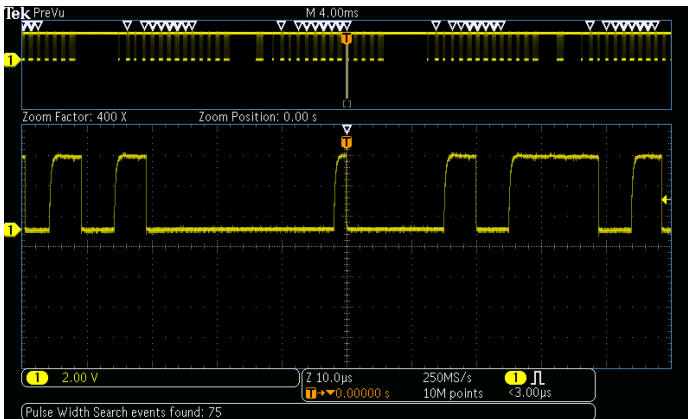 Tek PreVu M 4.00ms
T
1
Zoom Factor: 400 X Zoom Position: 0.00 s
T
1
1 2.00 V Z 10.0µs 250MS/s 1
T→▼0.00000 s 10M points <3.00µs
Pulse Width Search events found: 75